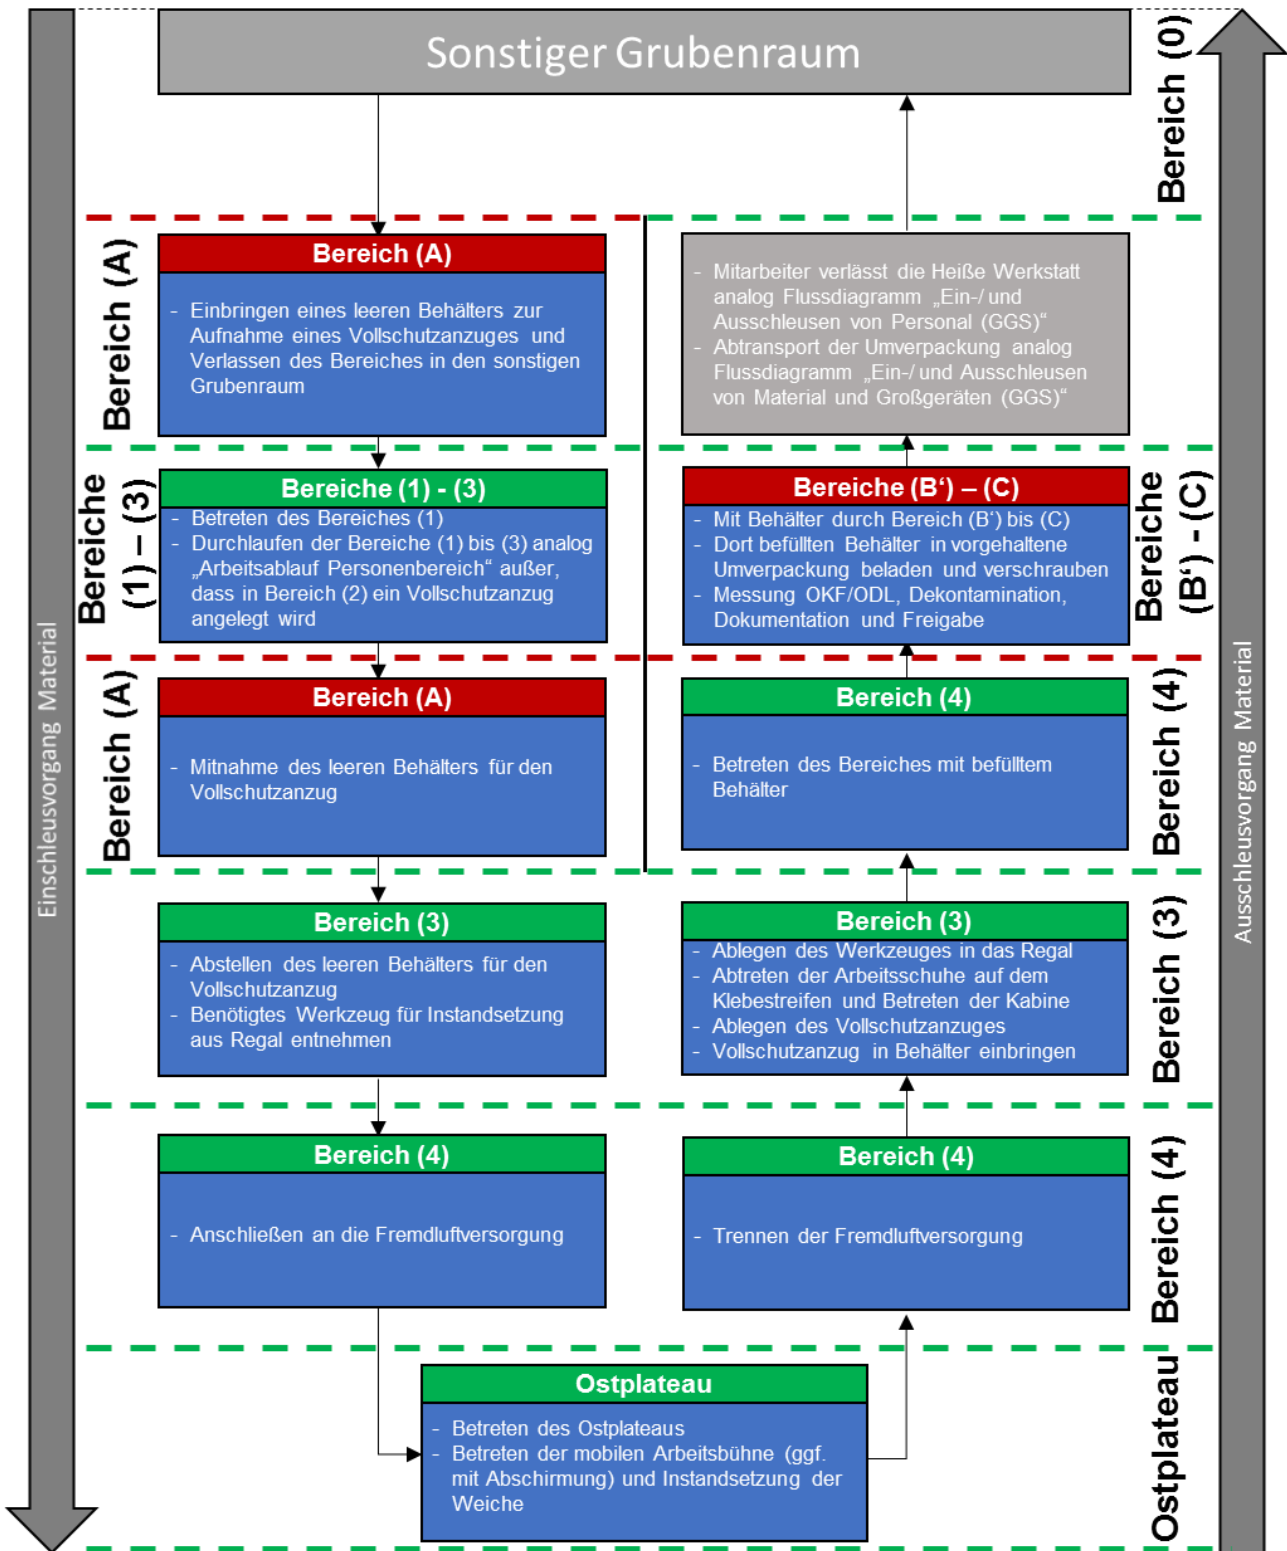 Sonstiger Grubenraum
Bereich (0)
Einschleusvorgang Material
Ausschleusvorgang Material
Bereich (A)
Bereich (A)
- Einbringen eines leeren Behälters zur
Aufnahme eines Vollschutzanzuges und
Verlassen des Bereiches in den sonstigen
Grubenraum
- Mitarbeiter verlässt die Heiße Werkstatt
analog Flussdiagramm „Ein-/ und
Ausschleusen von Personal (GGS)“
- Abtransport der Umverpackung analog
Flussdiagramm „Ein-/ und Ausschleusen
von Material und Großgeräten (GGS)“
Bereiche
(1) – (3)
Bereiche (1) - (3)
- Betreten des Bereiches (1)
- Durchlaufen der Bereiche (1) bis (3) analog
„Arbeitsablauf Personenbereich“ außer,
dass in Bereich (2) ein Vollschutzanzug
angelegt wird
Bereiche (B‘) – (C)
- Mit Behälter durch Bereich (B‘) bis (C)
- Dort befüllten Behälter in vorgehaltene
Umverpackung beladen und verschrauben
- Messung OKF/ODL, Dekontamination,
Dokumentation und Freigabe
Bereiche
(B‘) - (C)
Bereich (A)
Bereich (A)
- Mitnahme des leeren Behälters für den
Vollschutzanzug
Bereich (4)
- Betreten des Bereiches mit befülltem
Behälter
Bereich (4)
Bereich (3)
- Abstellen des leeren Behälters für den
Vollschutzanzug
- Benötigtes Werkzeug für Instandsetzung
aus Regal entnehmen
Bereich (3)
- Ablegen des Werkzeuges in das Regal
- Abtreten der Arbeitsschuhe auf dem
Klebestreifen und Betreten der Kabine
- Ablegen des Vollschutzanzuges
- Vollschutzanzug in Behälter einbringen
Bereich (3)
Bereich (4)
- Anschließen an die Fremdluftversorgung
Bereich (4)
- Trennen der Fremdluftversorgung
Bereich (4)
Ostplateau
- Betreten des Ostplateaus
- Betreten der mobilen Arbeitsbühne (ggf.
mit Abschirmung) und Instandsetzung der
Weiche
Ostplateau